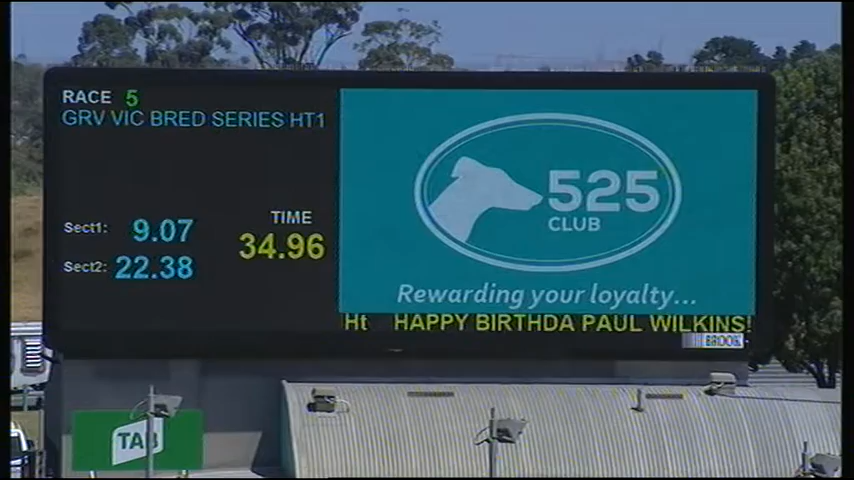 RACE 5
GRV VIC BRED SERIES HT1
Sect1: 9.07
TIME
34.96
Sect2: 22.38
525
CLUB
Rewarding your loyalty...
Ht HAPPY BIRTHDA PAUL WILKINS!
BROOK
TAB